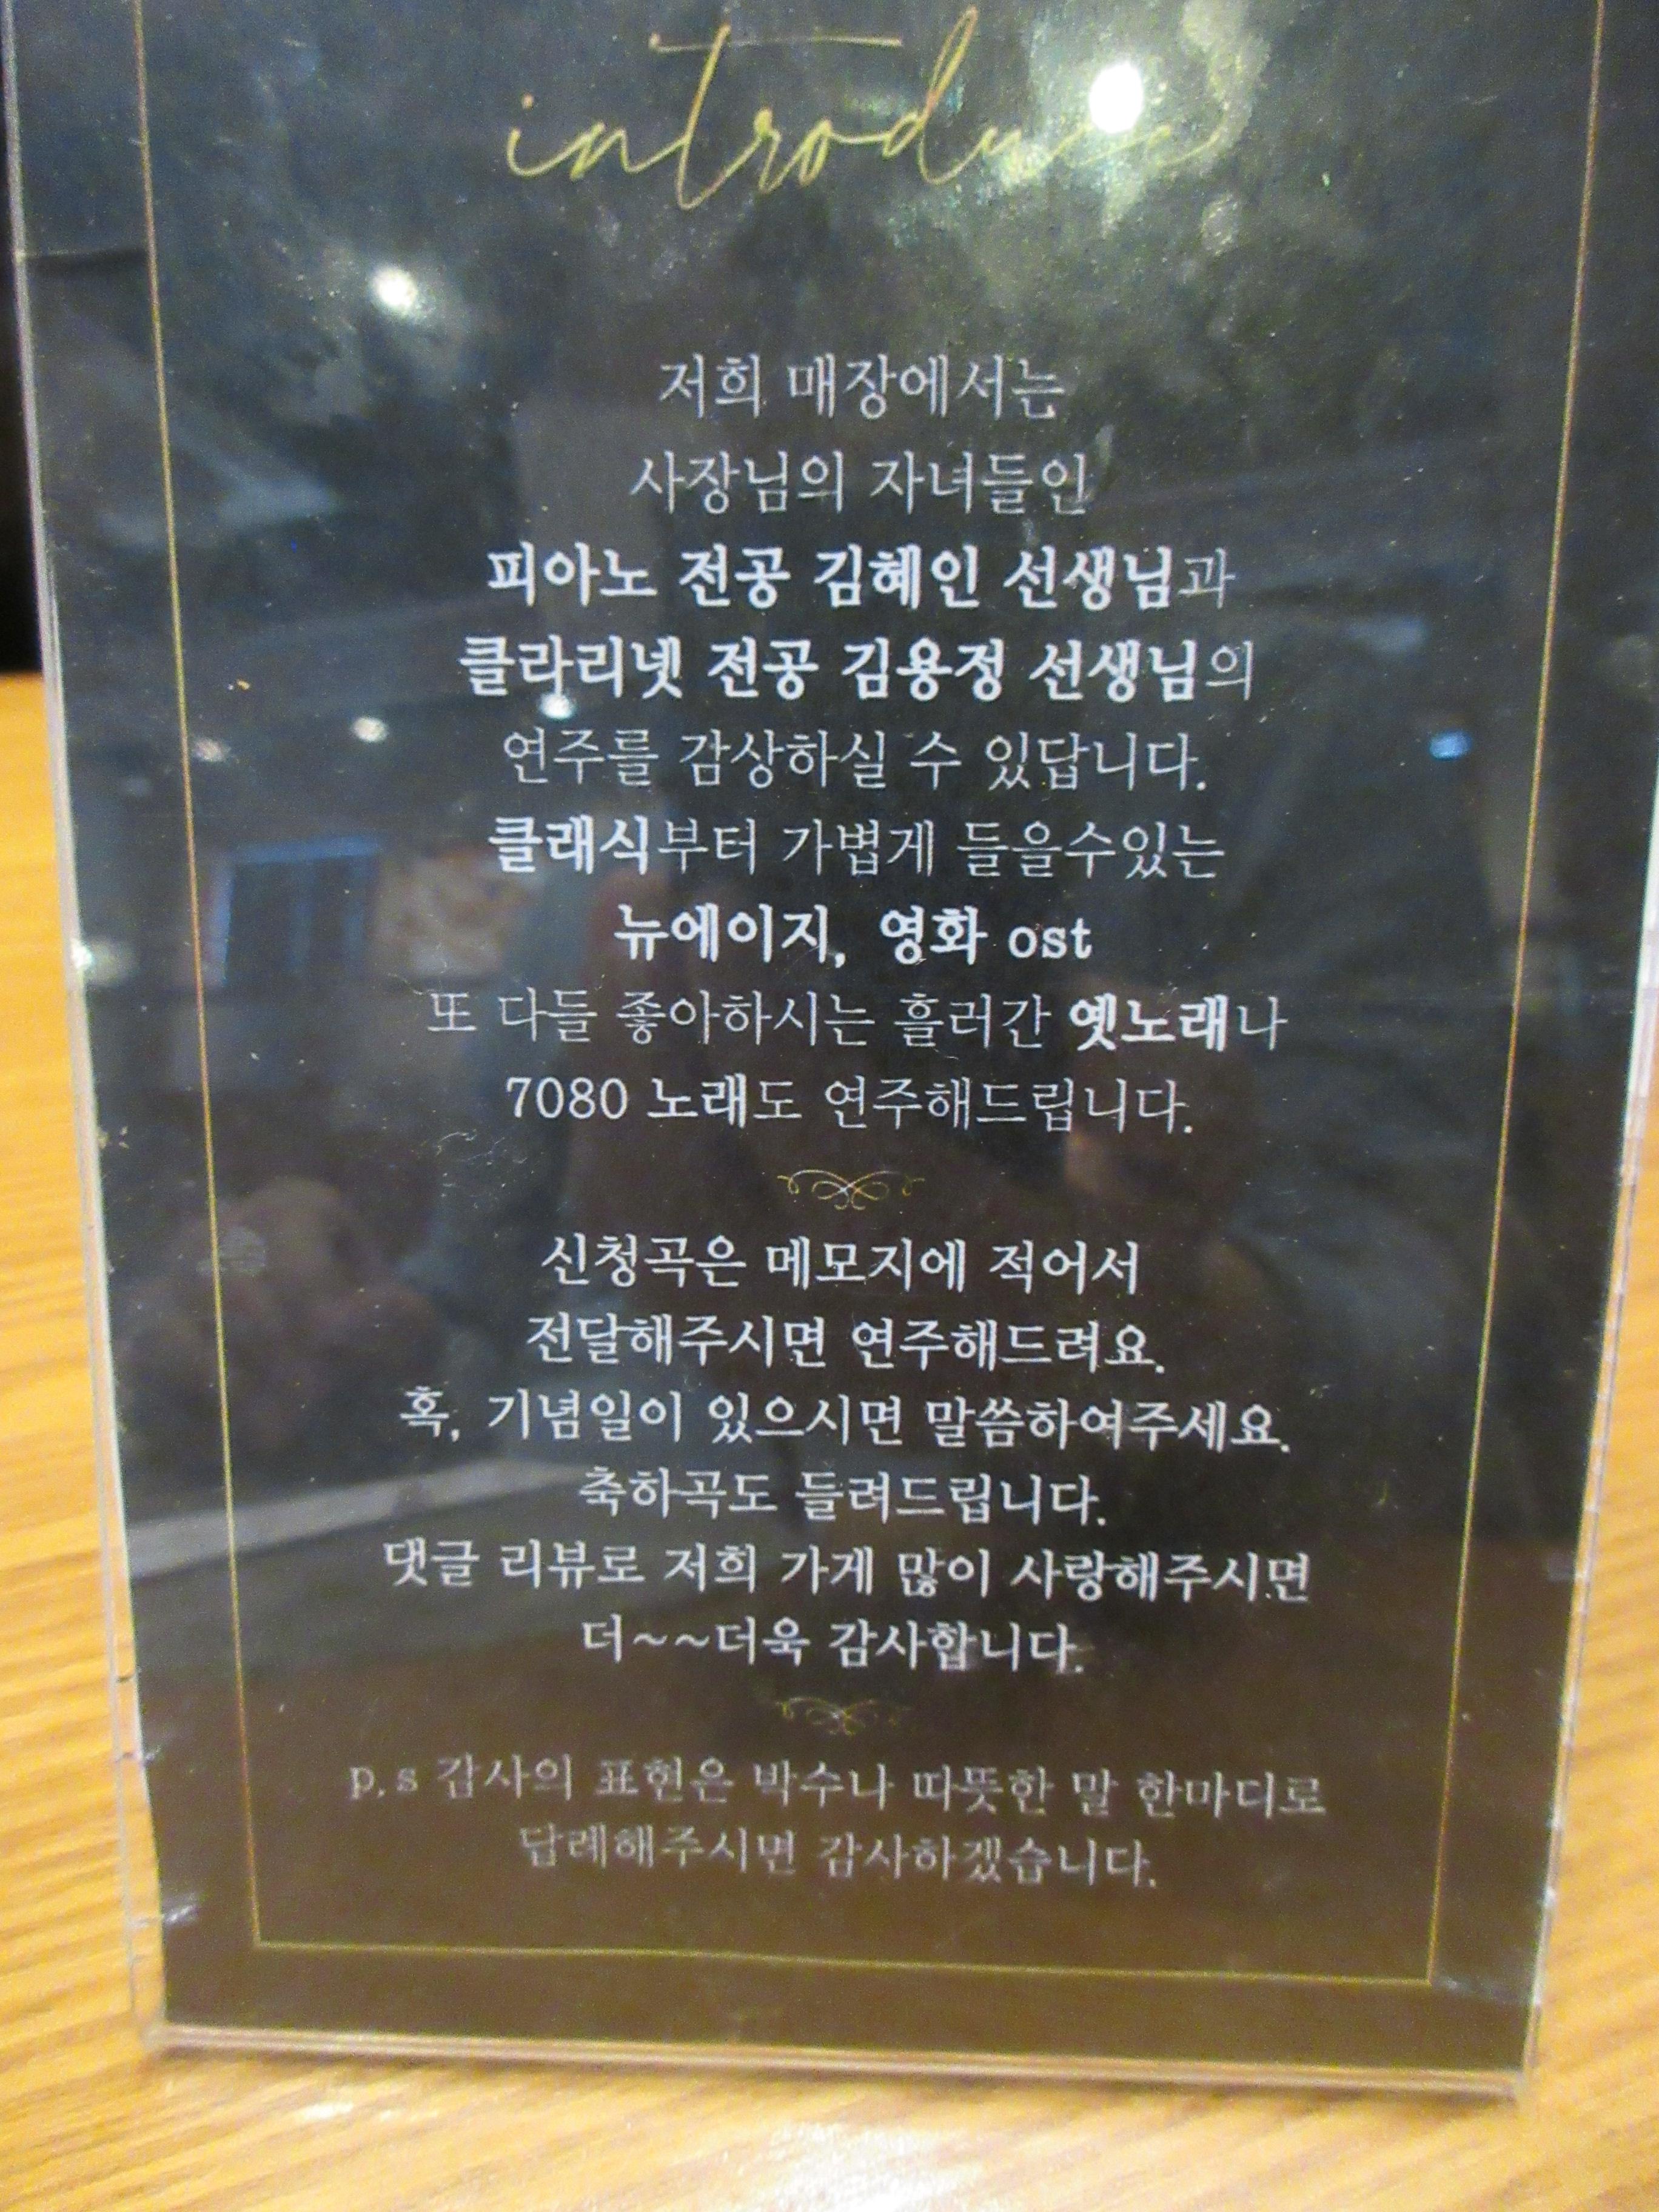 introduce
저희 매장에서는
사장님의 자녀들인
피아노 전공 김혜인 선생님과
클라리넷 전공 김용정 선생님의
연주를 감상하실 수 있답니다.
클래식부터 가볍게 들을수있는
뉴에이지, 영화 ost
또 다들 좋아하시는 흘러간 옛노래나
7080 노래도 연주해드립니다.
신청곡은 메모지에 적어서
전달해주시면 연주해드려요.
혹, 기념일이 있으시면 말씀하여주세요.
축하곡도 들려드립니다.
댓글 리뷰로 저희 가게 많이 사랑해주시면
더~~더욱 감사합니다.
p.s 감사의 표현은 박수나 따뜻한 말 한마디로
답례해주시면 감사하겠습니다.